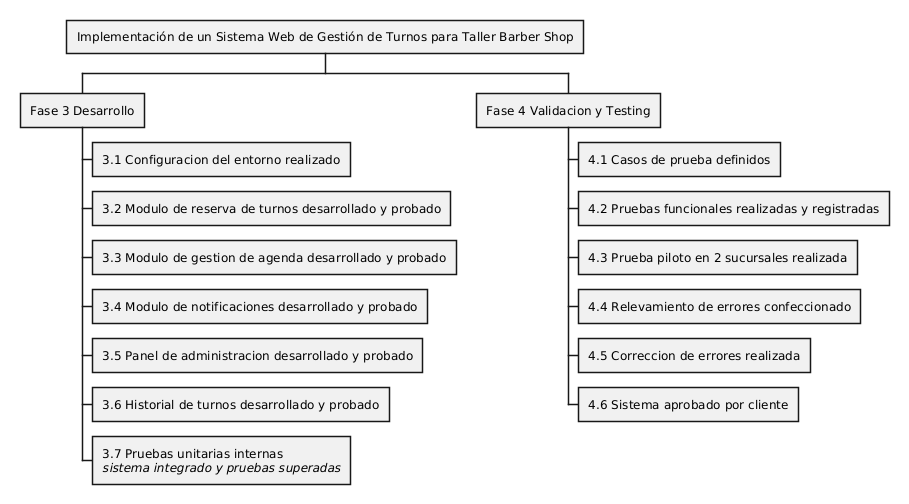 Implementación de un Sistema Web de Gestión de Turnos para Taller Barber Shop
Fase 3 Desarrollo
3.1 Configuracion del entorno realizado
3.2 Modulo de reserva de turnos desarrollado y probado
3.3 Modulo de gestion de agenda desarrollado y probado
3.4 Modulo de notificaciones desarrollado y probado
3.5 Panel de administracion desarrollado y probado
3.6 Historial de turnos desarrollado y probado
3.7 Pruebas unitarias internas
sistema integrado y pruebas superadas
Fase 4 Validacion y Testing
4.1 Casos de prueba definidos
4.2 Pruebas funcionales realizadas y registradas
4.3 Prueba piloto en 2 sucursales realizada
4.4 Relevamiento de errores confeccionado
4.5 Correccion de errores realizada
4.6 Sistema aprobado por cliente